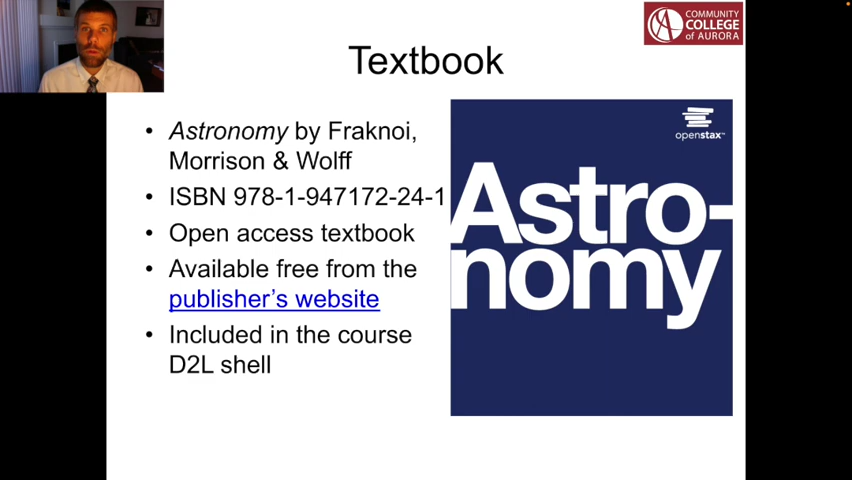 COMMUNITY
COLLEGE
of AURORA
Textbook
• Astronomy by Fraknoi,
Morrison & Wolff
• ISBN 978-1-947172-24-1
• Open access textbook
• Available free from the
publisher’s website
• Included in the course
D2L shell
openstax™
Astro-
nomy